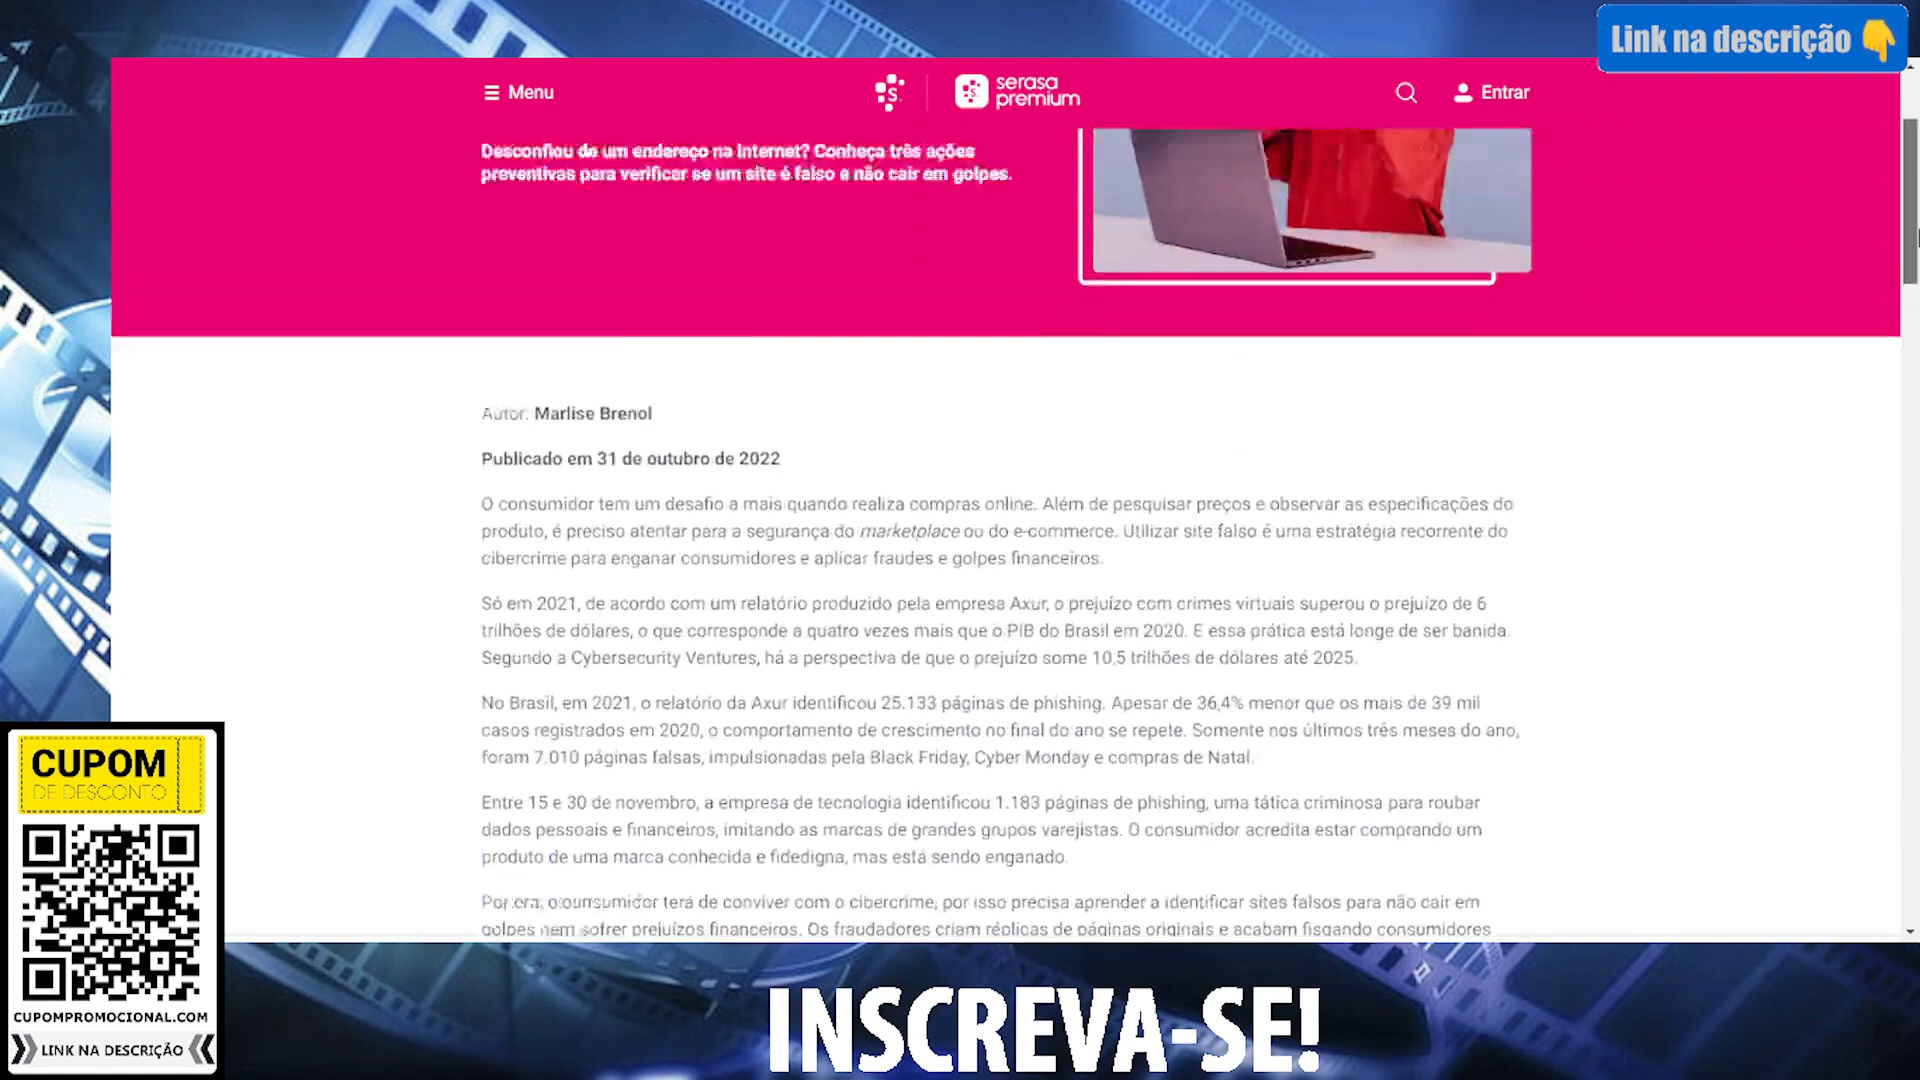 Link na descrição
Menu
serasa
premium
Entrar
Desconfiou de um endereço na Internet? Conheça três ações
preventivas para verificar se um site é falso e não cair em golpes.
Autor: Marlise Brenol
Publicado em 31 de outubro de 2022
O consumidor tem um desafio a mais quando realiza compras online. Além de pesquisar preços e observar as especificações do
produto, é preciso atentar para a segurança do marketplace ou do e-commerce. Utilizar site falso é uma estratégia recorrente do
cibercrime para enganar consumidores e aplicar fraudes e golpes financeiros.
Só em 2021, de acordo com um relatório produzido pela empresa Axur, o prejuízo com crimes virtuais superou o prejuízo de 6
trilhões de dólares, o que corresponde a quatro vezes mais que o PIB do Brasil em 2020. E essa prática está longe de ser banida.
Segundo a Cybersecurity Ventures, há a perspectiva de que o prejuízo some 10,5 trilhões de dólares até 2025.
No Brasil, em 2021, o relatório da Axur identificou 25.133 páginas de phishing. Apesar de 36,4% menor que os mais de 39 mil
casos registrados em 2020, o comportamento de crescimento no final do ano se repete. Somente nos últimos três meses do ano,
foram 7.010 páginas falsas, impulsionadas pela Black Friday, Cyber Monday e compras de Natal.
Entre 15 e 30 de novembro, a empresa de tecnologia identificou 1.183 páginas de phishing, uma tática criminosa para roubar
dados pessoais e financeiros, imitando as marcas de grandes grupos varejistas. O consumidor acredita estar comprando um
produto de uma marca conhecida e fidedigna, mas está sendo enganado.
Por era, o consumidor terá de conviver com o cibercrime, por isso precisa aprender a identificar sites falsos para não cair em
golpes nem sofrer prejuízos financeiros. Os fraudadores criam réplicas de páginas originais e acabam fisgando consumidores
CUPOM
DE DESCONTO
CUPOMPROMOCIONAL.COM
LINK NA DESCRIÇÃO
INSCREVA-SE!